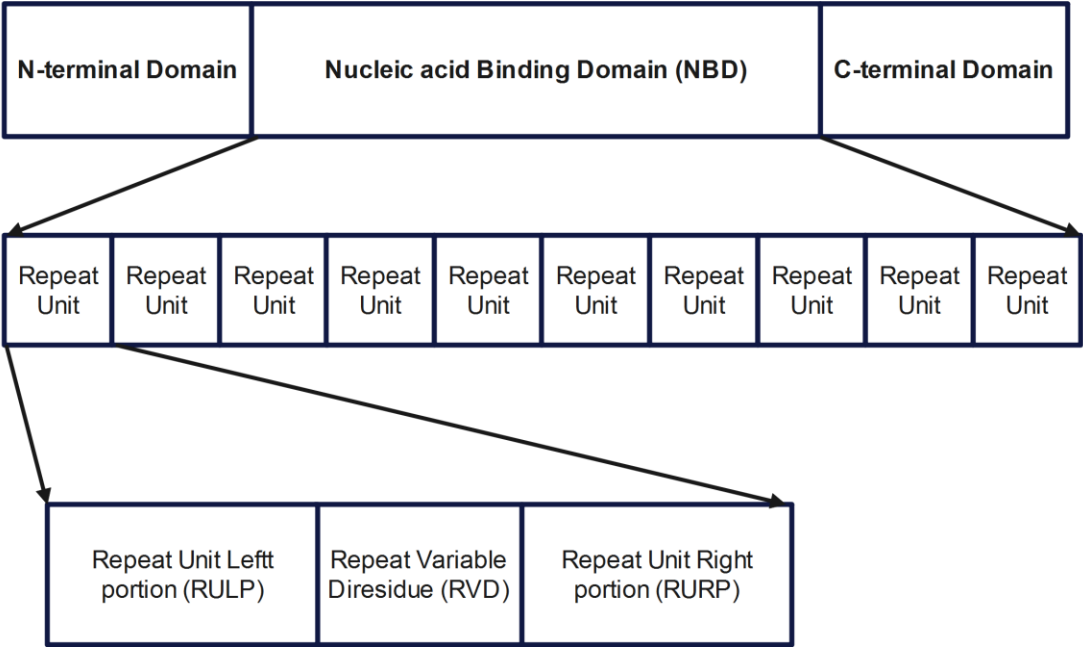 N-terminal Domain
Nucleic acid Binding Domain (NBD)
C-terminal Domain
Repeat
Unit
Repeat
Unit
Repeat
Unit
Repeat
Unit
Repeat
Unit
Repeat
Unit
Repeat
Unit
Repeat
Unit
Repeat
Unit
Repeat
Unit
Repeat Unit Leftt
portion (RULP)
Repeat Variable
Diresidue (RVD)
Repeat Unit Right
portion (RURP)